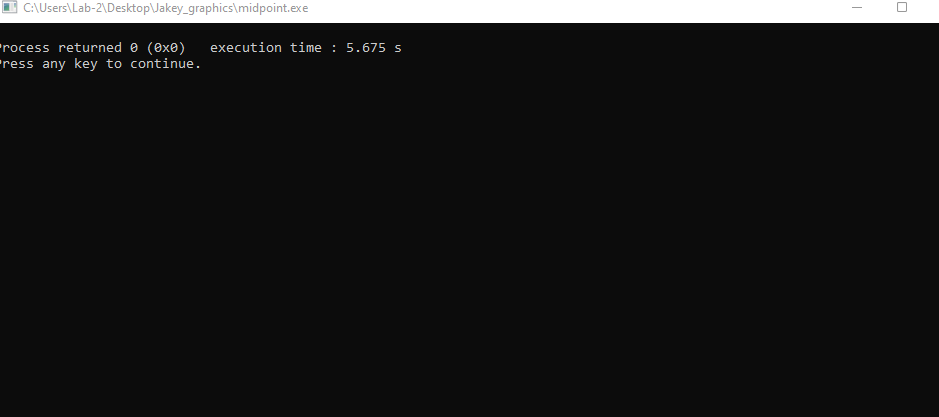 C:\Users\Lab-2\Desktop\Jakey_graphics\midpoint.exe
Process returned 0 (0x0)   execution time : 5.675 s
Press any key to continue.